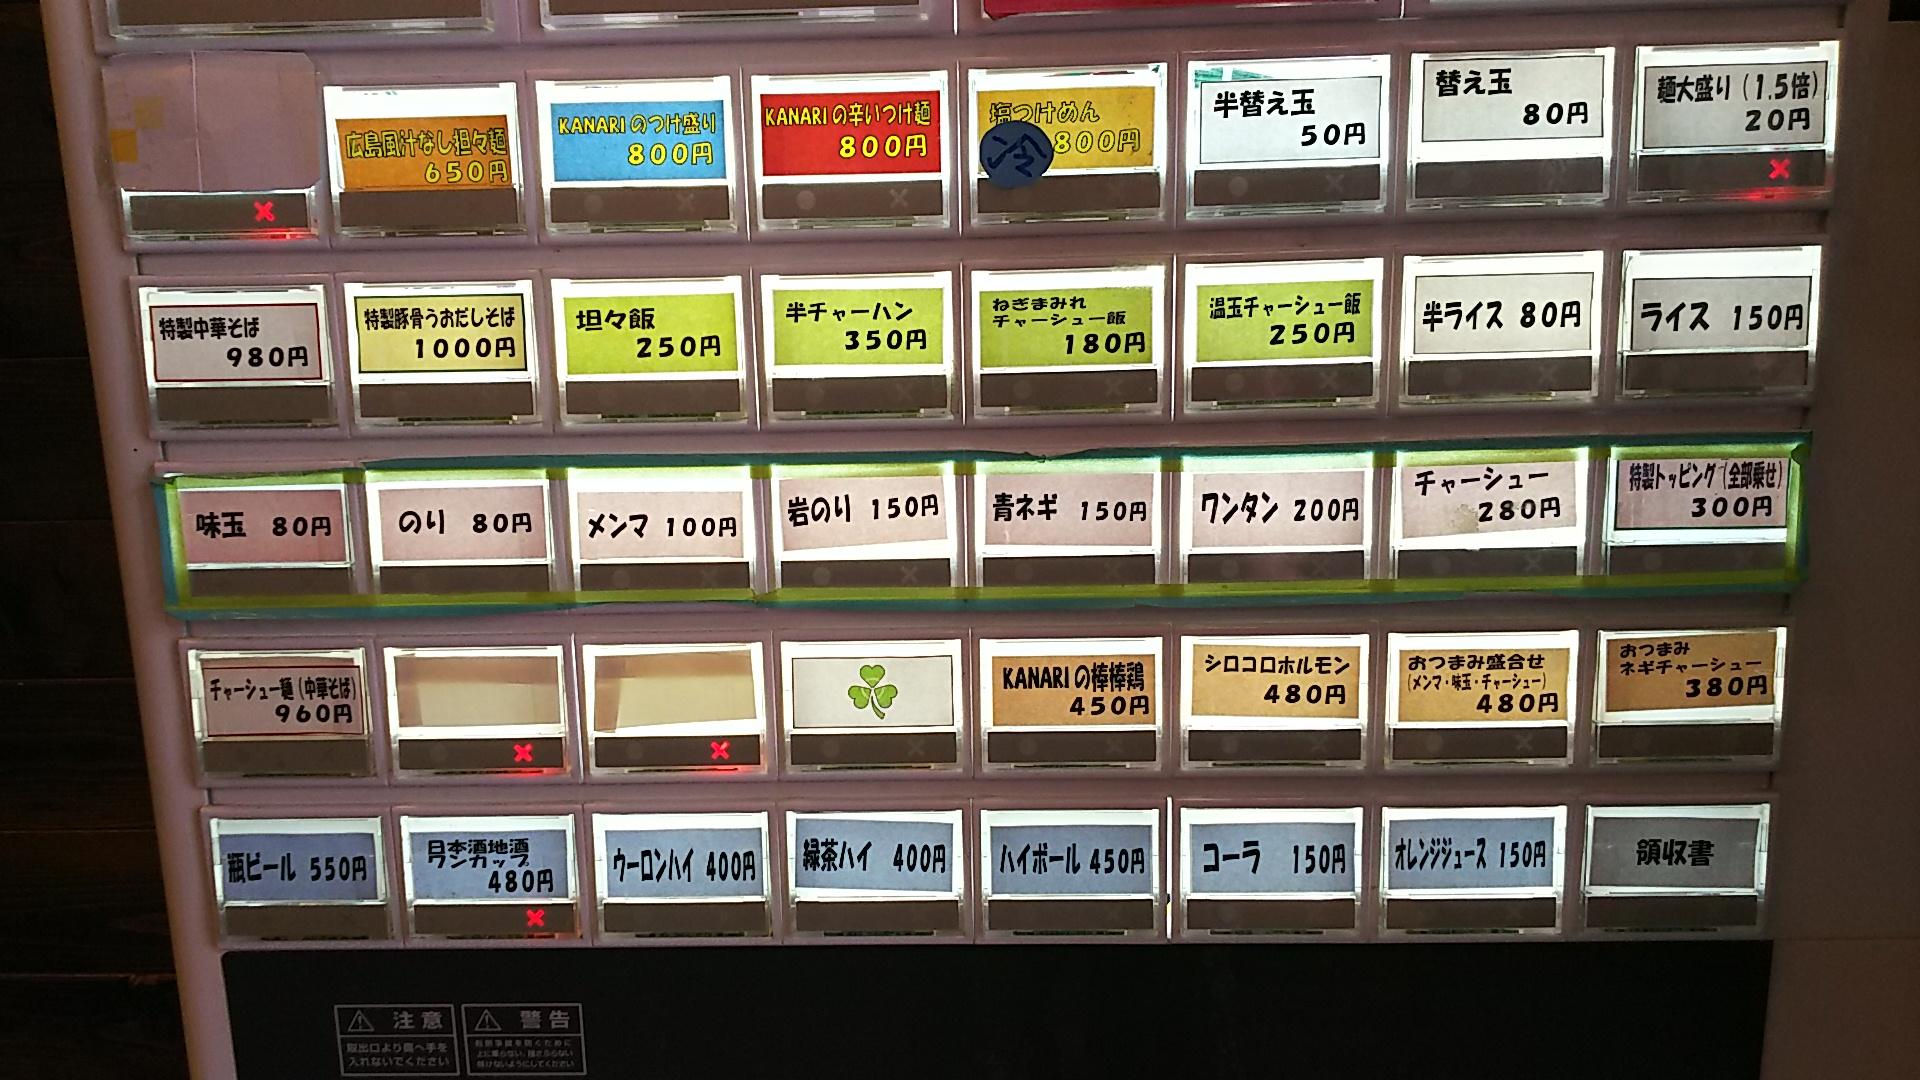 広島風汁なし担々麺
650円
KANARIのつけ盛り
800円
KANARIの辛いつけ麺
800円
塩つけめん
冷
800円
半替え玉
50円
替え玉
80円
麺大盛り（1.5倍）
20円
特製中華そば
980円
特製豚骨うおだしそば
1000円
坦々飯
250円
半チャーハン
350円
ねぎまみれ
チャーシュー飯
180円
温玉チャーシュー飯
250円
半ライス 80円
ライス 150円
味玉 80円
のり 80円
メンマ 100円
岩のり 150円
青ネギ 150円
ワンタン 200円
チャーシュー
280円
特製トッピング（全部乗せ）
300円
チャーシュー麺（中華そば）
960円
KANARIの棒棒鶏
450円
シロコロホルモン
480円
おつまみ盛合せ
（メンマ・味玉・チャーシュー）
480円
おつまみ
ネギチャーシュー
380円
瓶ビール 550円
日本酒地酒
ワンカップ
480円
ウーロンハイ 400円
緑茶ハイ 400円
ハイボール 450円
コーラ 150円
オレンジジュース 150円
領収書
注意
取出口より奥へ手を
入れないでください
警告